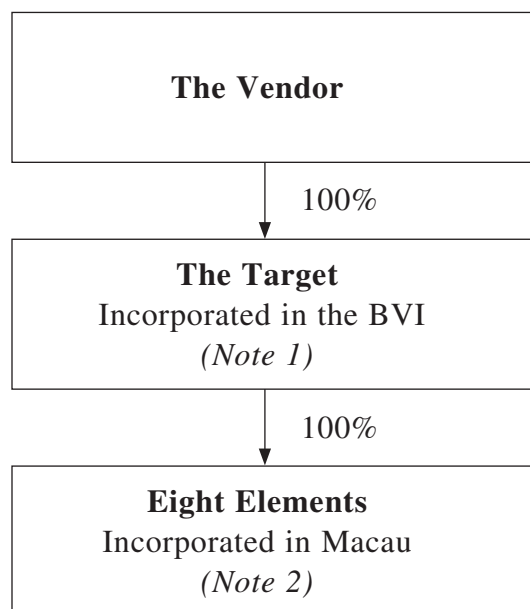 The Vendor
100%
The Target
Incorporated in the BVI
(Note 1)
100%
Eight Elements
Incorporated in Macau
(Note 2)